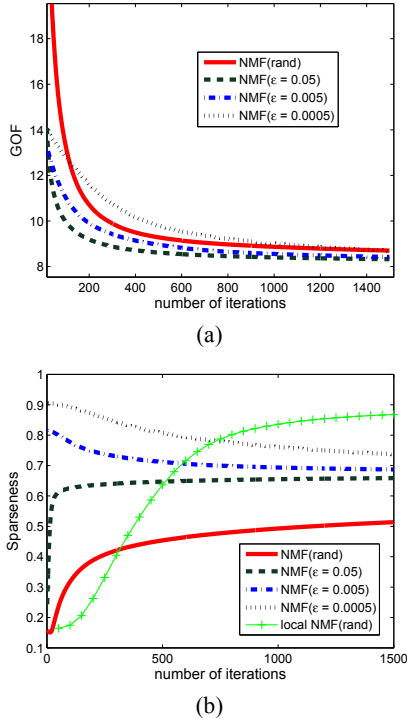 18
16
14
12
10
8
GOF
NMF(rand)
NMF(ε = 0.05)
NMF(ε = 0.005)
NMF(ε = 0.0005)
200 400 600 800 1000 1200 1400
number of iterations
(a)
1
0.9
0.8
0.7
0.6
0.5
0.4
0.3
0.2
0.1
Sparseness
NMF(rand)
NMF(ε = 0.05)
NMF(ε = 0.005)
NMF(ε = 0.0005)
local NMF(rand)
0 500 1000 1500
number of iterations
(b)